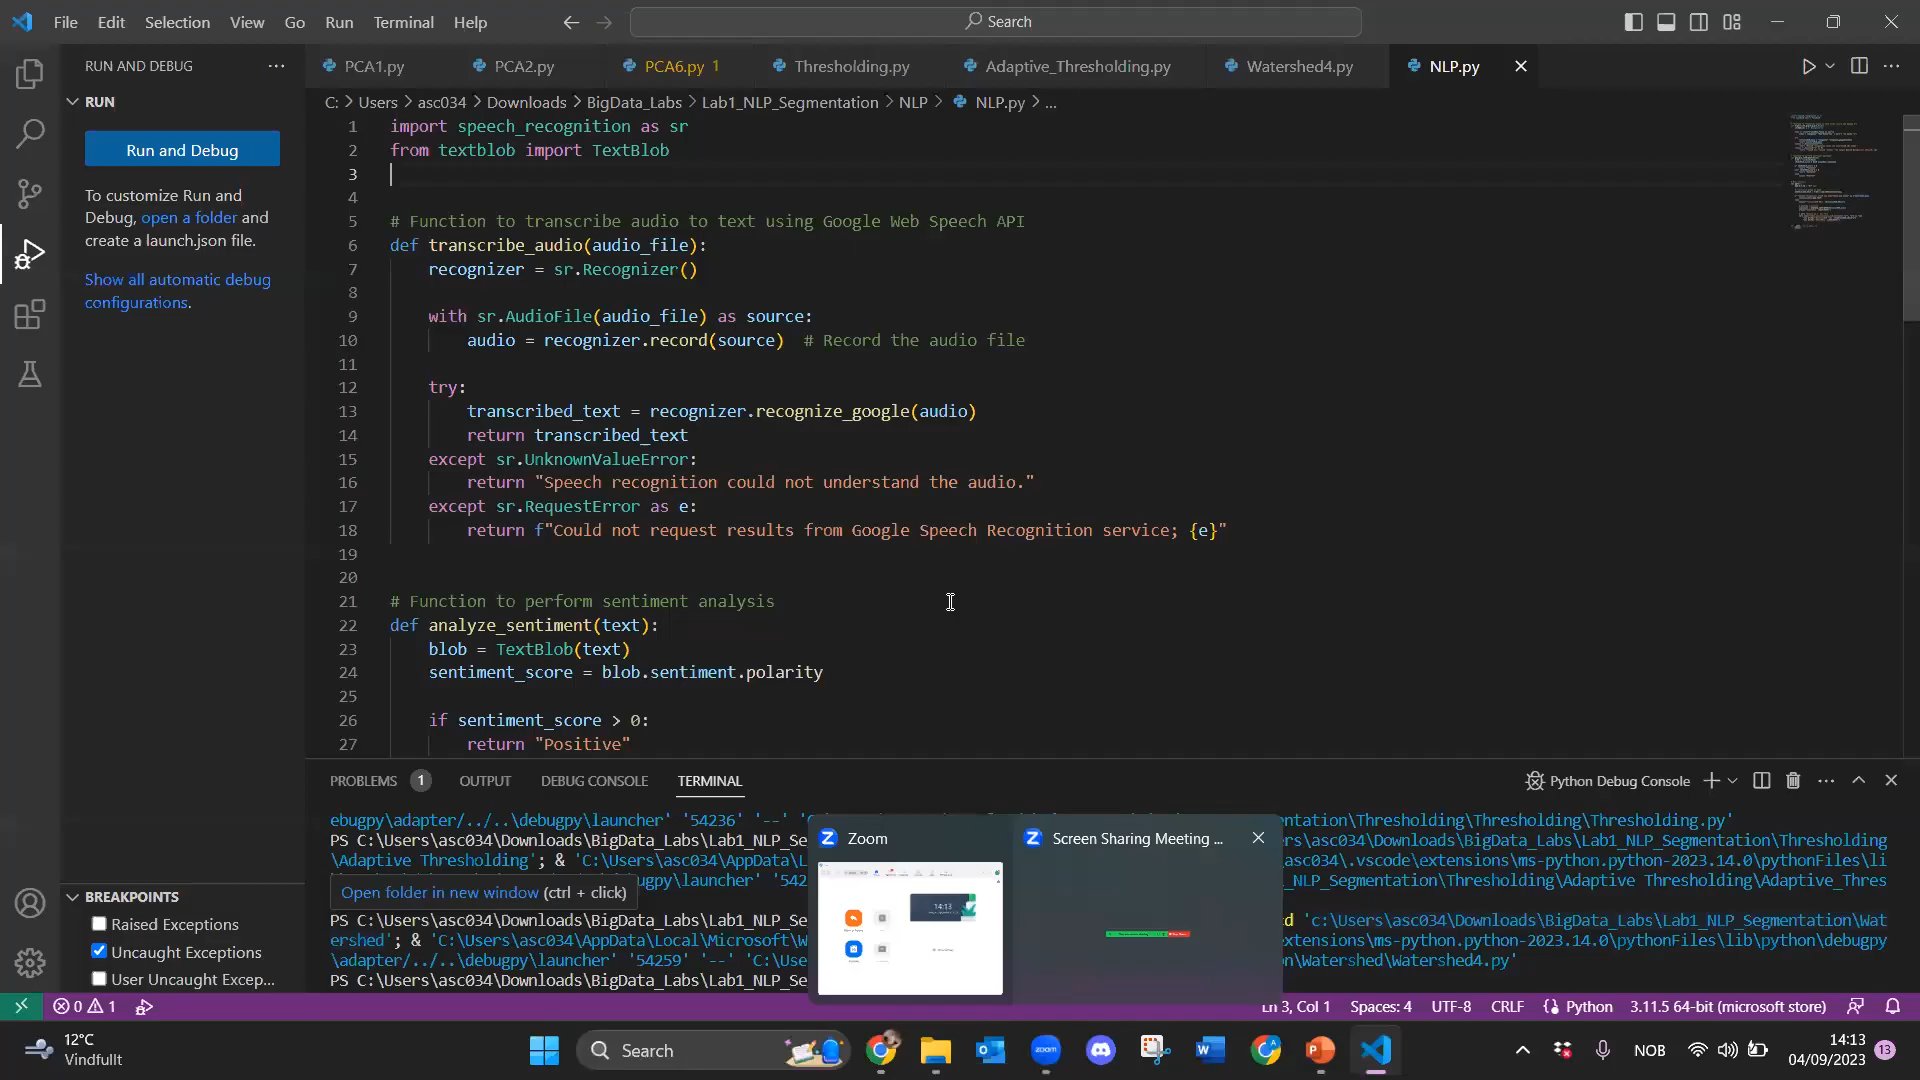 File Edit Selection View Go Run Terminal Help
Search
RUN AND DEBUG
PCA1.py PCA2.py PCA6.py 1 Thresholding.py Adaptive_Thresholding.py Watershed4.py NLP.py
C: > Users > asc034 > Downloads > BigData_Labs > Lab1_NLP_Segmentation > NLP > NLP.py > ...
RUN
Run and Debug
To customize Run and
Debug, open a folder and
create a launch.json file.
Show all automatic debug
configurations.
1 import speech_recognition as sr
2 from textblob import TextBlob
3
4
5 # Function to transcribe audio to text using Google Web Speech API
6 def transcribe_audio(audio_file):
7 recognizer = sr.Recognizer()
8
9 with sr.AudioFile(audio_file) as source:
10 audio = recognizer.record(source) # Record the audio file
11
12 try:
13 transcribed_text = recognizer.recognize_google(audio)
14 return transcribed_text
15 except sr.UnknownValueError:
16 return "Speech recognition could not understand the audio."
17 except sr.RequestError as e:
18 return f"Could not request results from Google Speech Recognition service; {e}"
19
20
21 # Function to perform sentiment analysis
22 def analyze_sentiment(text):
23 blob = TextBlob(text)
24 sentiment_score = blob.sentiment.polarity
25
26 if sentiment_score > 0:
27 return "Positive"
PROBLEMS 1 OUTPUT DEBUG CONSOLE TERMINAL
Python Debug Console
ebugpy\adapter/../..\debugpy\launcher' '54236' '--' 'C: entation\Thresholding\Thresholding\Thresholding.py'
PS C:\Users\asc034\Downloads\BigData_Labs\Lab1_NLP_Se ers\asc034\Downloads\BigData_Labs\Lab1_NLP_Segmentation\Thresholding
\Adaptive Thresholding'; & 'C:\Users\asc034\AppData\L asc034\.vscode\extensions\ms-python.python-2023.14.0\pythonFiles\li
bugpy\launcher' '542 _NLP_Segmentation\Thresholding\Adaptive Thresholding\Adaptive_Thres
Open folder in new window (ctrl + click)
PS C:\Users\asc034\Downloads\BigData_Labs\Lab1_NLP_Se cd 'c:\Users\asc034\Downloads\BigData_Labs\Lab1_NLP_Segmentation\Wat
ershed'; & 'C:\Users\asc034\AppData\Local\Microsoft\W extensions\ms-python.python-2023.14.0\pythonFiles\lib\python\debugpy
\adapter/../..\debugpy\launcher' '54259' '--' 'C:\Use n\Watershed\Watershed4.py'
PS C:\Users\asc034\Downloads\BigData_Labs\Lab1_NLP_Se
Zoom
Screen Sharing Meeting ...
14:13
BREAKPOINTS
Raised Exceptions
Uncaught Exceptions
User Uncaught Excep...
0 1
Ln 3, Col 1 Spaces: 4 UTF-8 CRLF Python 3.11.5 64-bit (microsoft store)
12°C
Vindfullt
Search
zoom
NOB
14:13
04/09/2023
13